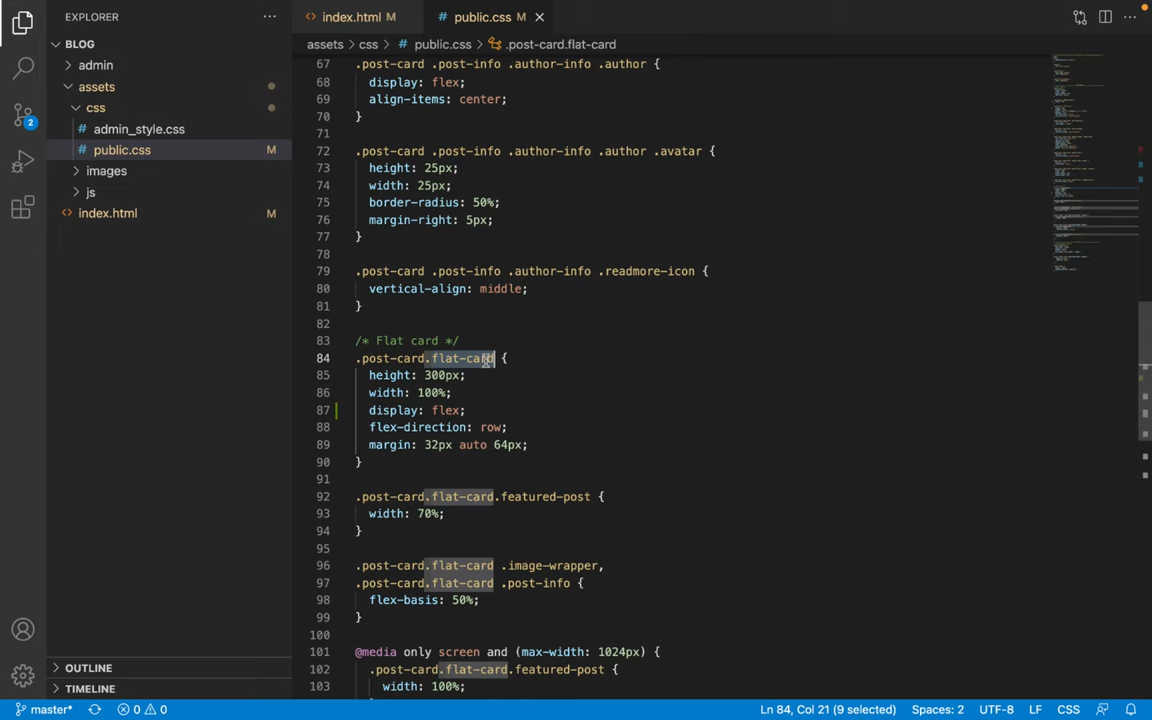 EXPLORER
index.html M
public.css M
BLOG
assets
css
public.css
.post-card.flat-card
admin
assets
css
admin_style.css
public.css M
images
js
index.html M
67 .post-card .post-info .author-info .author {
68 display: flex;
69 align-items: center;
70 }
71
72 .post-card .post-info .author-info .author .avatar {
73 height: 25px;
74 width: 25px;
75 border-radius: 50%;
76 margin-right: 5px;
77 }
78
79 .post-card .post-info .author-info .readmore-icon {
80 vertical-align: middle;
81 }
82
83 /* Flat card */
84 .post-card.flat-card {
85 height: 300px;
86 width: 100%;
87 display: flex;
88 flex-direction: row;
89 margin: 32px auto 64px;
90 }
91
92 .post-card.flat-card.featured-post {
93 width: 70%;
94 }
95
96 .post-card.flat-card .image-wrapper,
97 .post-card.flat-card .post-info {
98 flex-basis: 50%;
99 }
100
101 @media only screen and (max-width: 1024px) {
102 .post-card.flat-card.featured-post {
103 width: 100%;
2
OUTLINE
TIMELINE
master* 0 0 Ln 84, Col 21 (9 selected) Spaces: 2 UTF-8 LF CSS